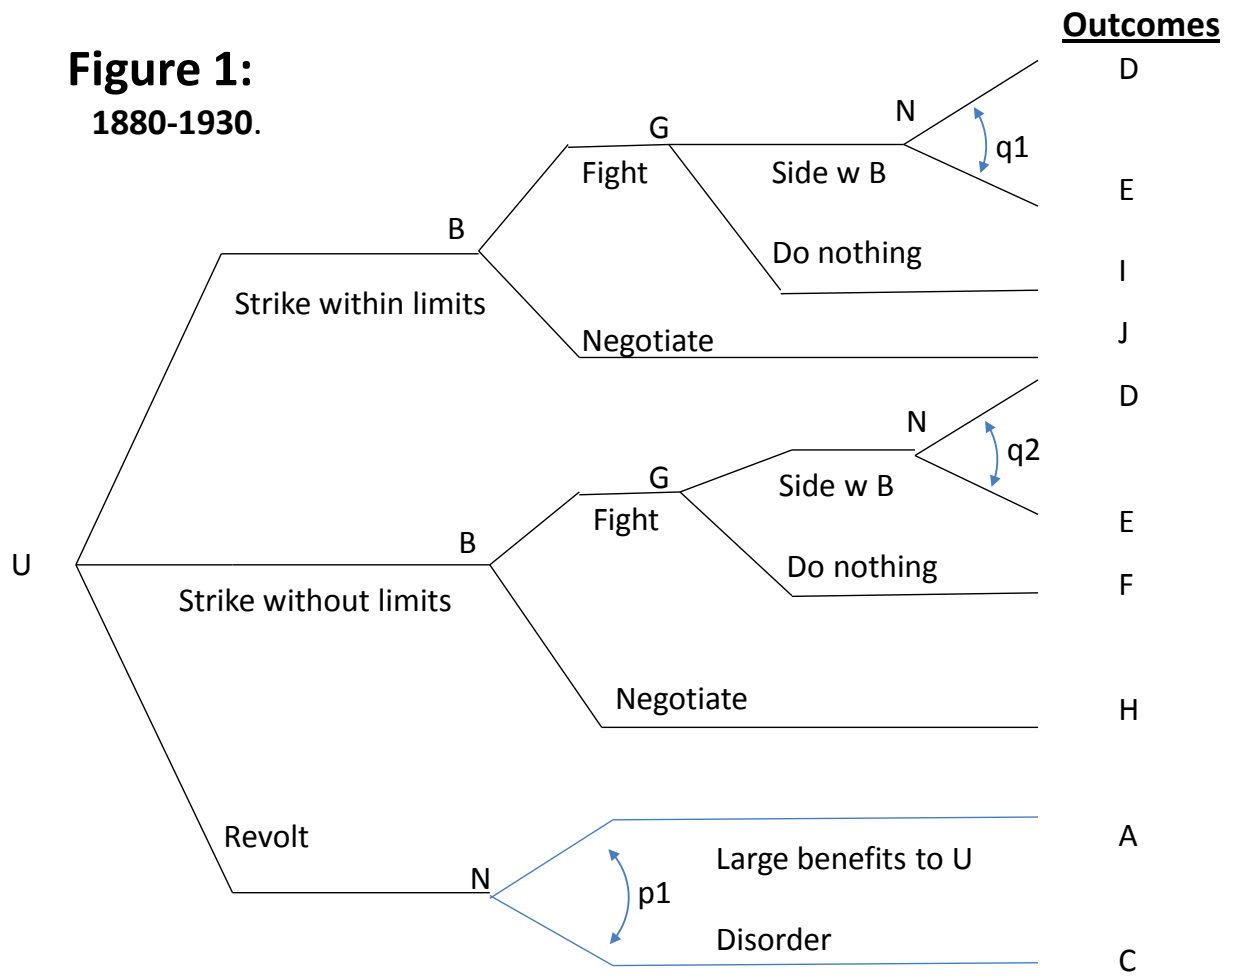 Outcomes
Figure 1:
1880-1930.
D
N
G
q1
Fight
Side w B
E
B
Do nothing
I
Strike within limits
J
Negotiate
D
N
q2
G
Side w B
Fight
E
B
U
Do nothing
F
Strike without limits
Negotiate
H
Revolt
A
Large benefits to U
N
p1
Disorder
C